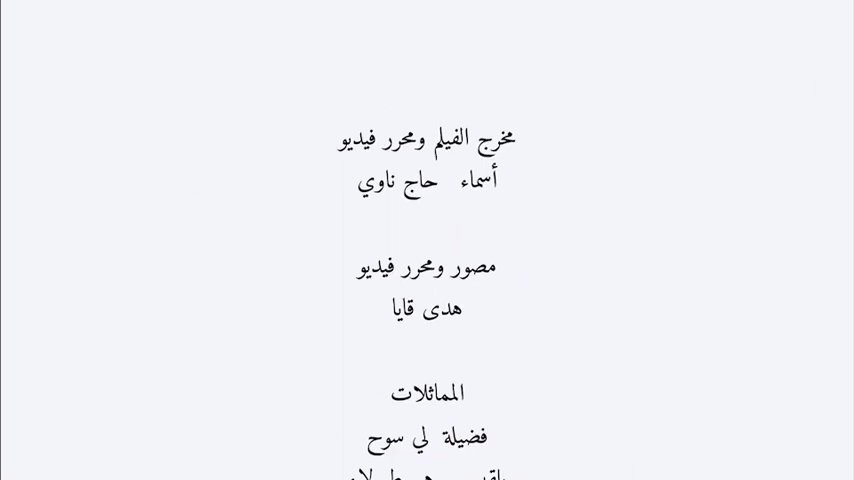 مخرج الفيلم ومحرر فيديو
أسماء حاج ناوي
مصور ومحرر فيديو
هدى قايا
المماثلات
فضيلة لي سوح